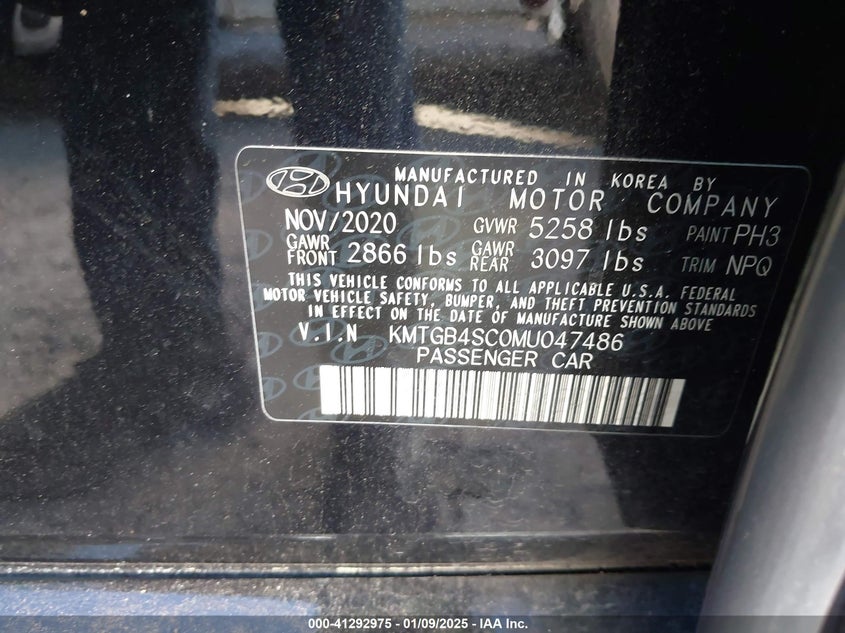 MANUFACTURED IN KOREA BY
HYUNDAI MOTOR COMPANY
NOV/2020 GVWR 5258 lbs PAINT PH3
GAWR FRONT 2866 lbs GAWR REAR 3097 lbs TRIM NPQ
THIS VEHICLE CONFORMS TO ALL APPLICABLE U.S.A. FEDERAL
MOTOR VEHICLE SAFETY, BUMPER, AND THEFT PREVENTION STANDARDS
IN EFFECT ON THE DATE OF MANUFACTURE SHOWN ABOVE
V.I.N KMTGB4SC0MU047486
PASSENGER CAR
000-41292975 - 01/09/2025 - © IAA Inc.